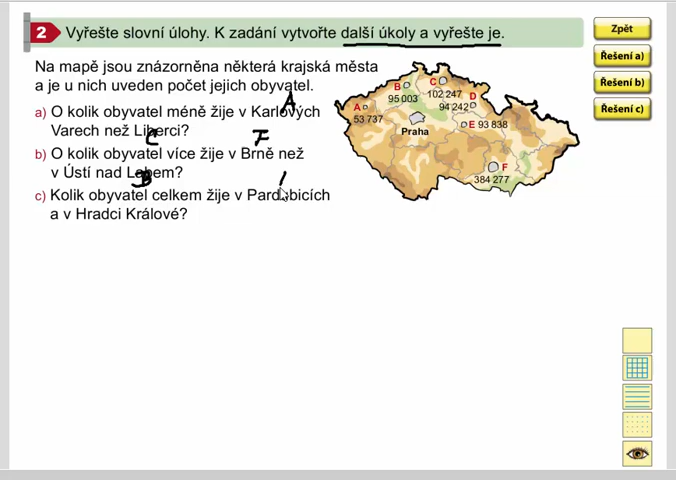 2 Vyřešte slovní úlohy. K zadání vytvořte další úkoly a vyřešte je.
Zpět
Řešení a)
Řešení b)
Řešení c)
Na mapě jsou znázorněna některá krajská města
a je u nich uveden počet jejich obyvatel.
A
a) O kolik obyvatel méně žije v Karlových
Varech než Liberci?
C F
b) O kolik obyvatel více žije v Brně než
v Ústí nad Labem?
B
c) Kolik obyvatel celkem žije v Pardubicích
a v Hradci Králové?
A
53 737
B
95 003
C
102 247
D
94 242
E 93 838
Praha
F
384 277